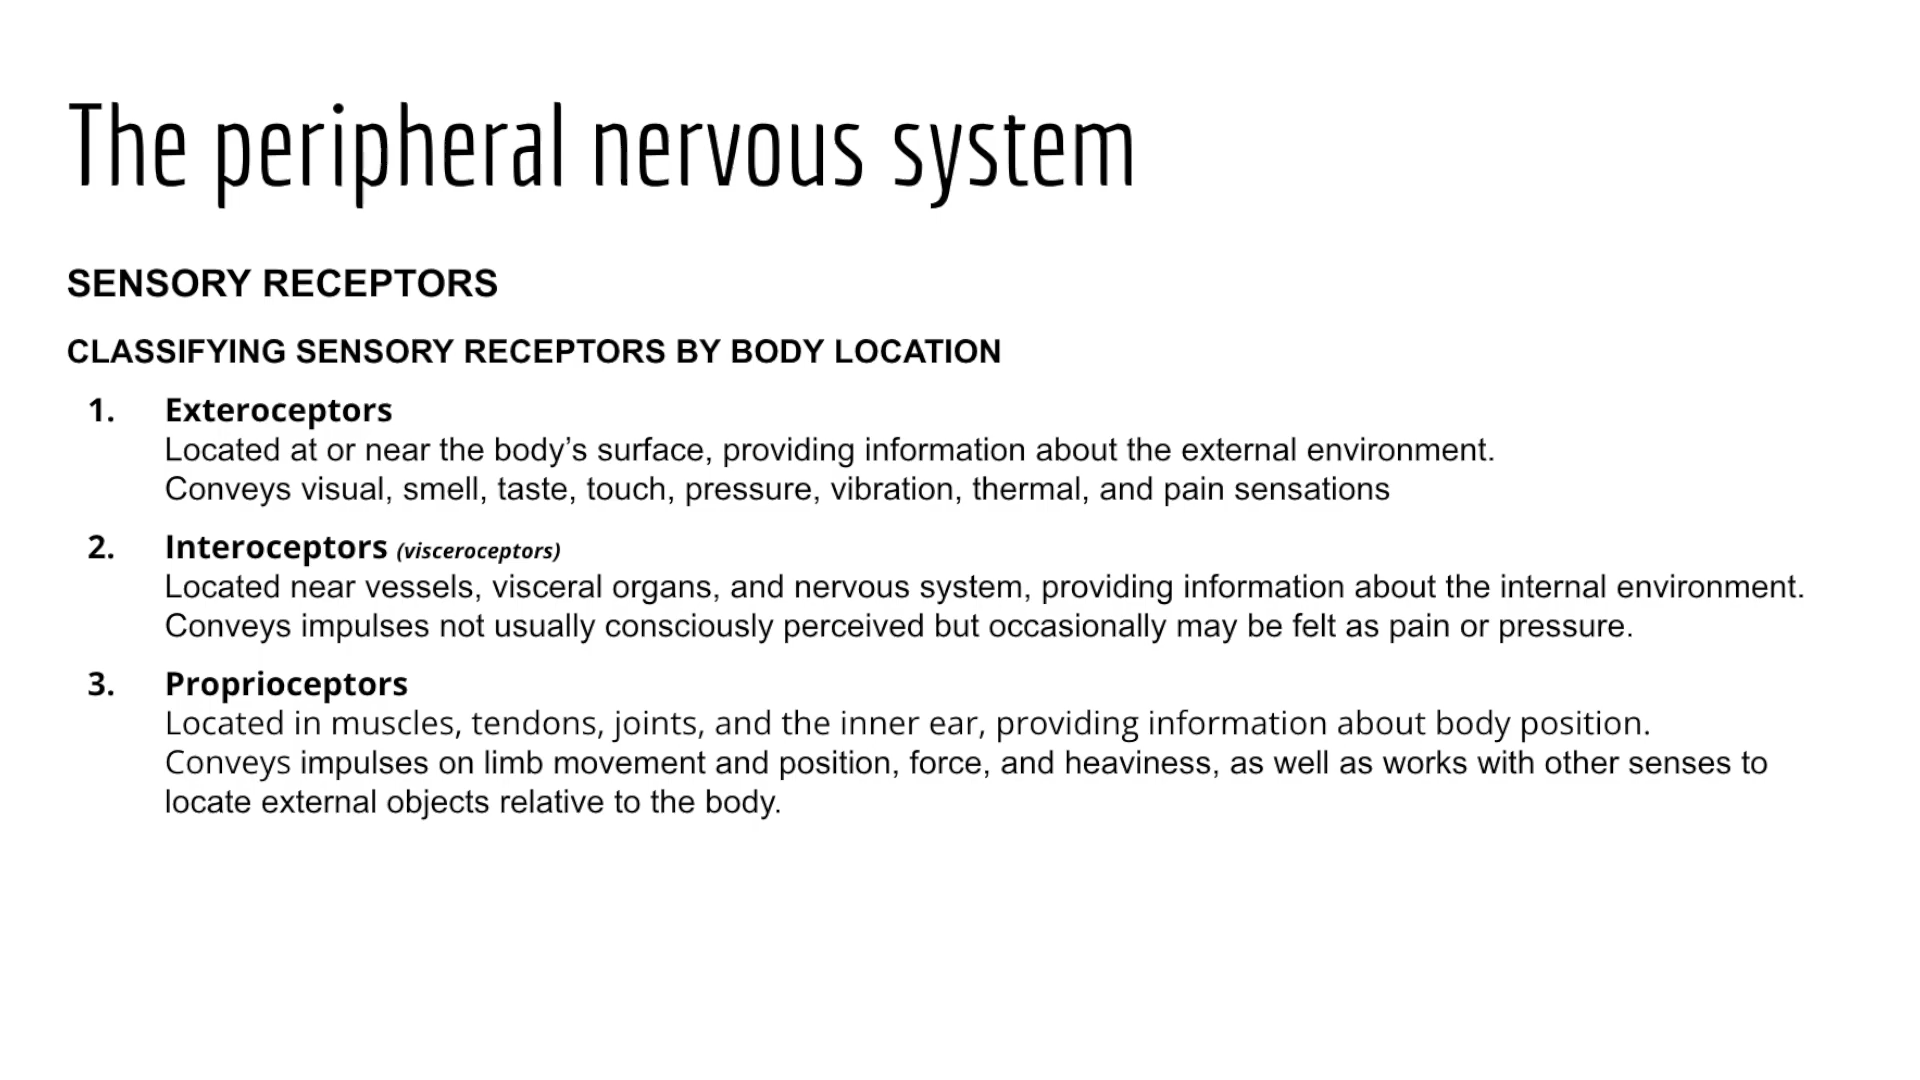 The peripheral nervous system
SENSORY RECEPTORS
CLASSIFYING SENSORY RECEPTORS BY BODY LOCATION
1. Exteroceptors
Located at or near the body’s surface, providing information about the external environment.
Conveys visual, smell, taste, touch, pressure, vibration, thermal, and pain sensations
2. Interoceptors (visceroceptors)
Located near vessels, visceral organs, and nervous system, providing information about the internal environment.
Conveys impulses not usually consciously perceived but occasionally may be felt as pain or pressure.
3. Proprioceptors
Located in muscles, tendons, joints, and the inner ear, providing information about body position.
Conveys impulses on limb movement and position, force, and heaviness, as well as works with other senses to
locate external objects relative to the body.